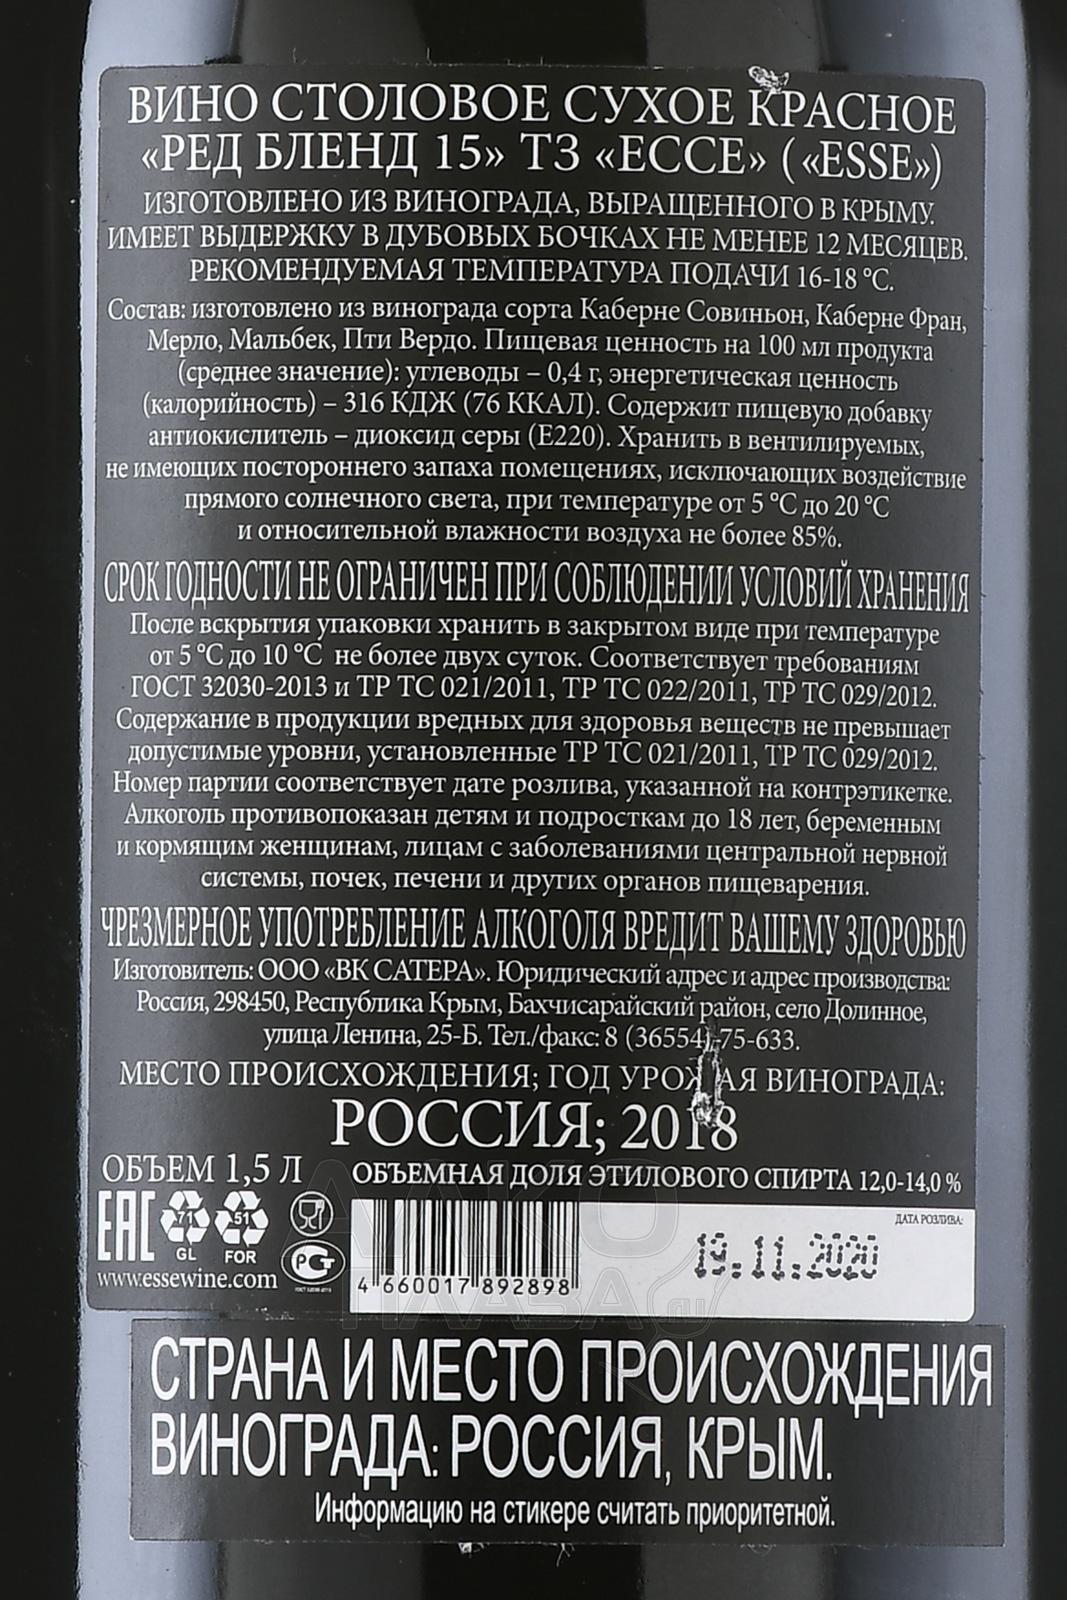 ВИНО СТОЛОВОЕ СУХОЕ КРАСНОЕ
«РЕД БЛЕНД 15» ТЗ «ЕССЕ» («ESSE»)
ИЗГОТОВЛЕНО ИЗ ВИНОГРАДА, ВЫРАЩЕННОГО В КРЫМУ.
ИМЕЕТ ВЫДЕРЖКУ В ДУБОВЫХ БОЧКАХ НЕ МЕНЕЕ 12 МЕСЯЦЕВ.
РЕКОМЕНДУЕМАЯ ТЕМПЕРАТУРА ПОДАЧИ 16-18 °С.
Состав: изготовлено из винограда сорта Каберне Совиньон, Каберне Фран,
Мерло, Мальбек, Пти Вердо. Пищевая ценность на 100 мл продукта
(среднее значение): углеводы – 0,4 г, энергетическая ценность
(калорийность) – 316 КДЖ (76 ККАЛ). Содержит пищевую добавку
антиокислитель – диоксид серы (Е220). Хранить в вентилируемых,
не имеющих постороннего запаха помещениях, исключающих воздействие
прямого солнечного света, при температуре от 5 °С до 20 °С
и относительной влажности воздуха не более 85%.
СРОК ГОДНОСТИ НЕ ОГРАНИЧЕН ПРИ СОБЛЮДЕНИИ УСЛОВИЙ ХРАНЕНИЯ
После вскрытия упаковки хранить в закрытом виде при температуре
от 5 °С до 10 °С не более двух суток. Соответствует требованиям
ГОСТ 32030-2013 и ТР ТС 021/2011, ТР ТС 022/2011, ТР ТС 029/2012.
Содержание в продукции вредных для здоровья веществ не превышает
допустимые уровни, установленные ТР ТС 021/2011, ТР ТС 029/2012.
Номер партии соответствует дате розлива, указанной на контрэтикетке.
Алкоголь противопоказан детям и подросткам до 18 лет, беременным
и кормящим женщинам, лицам с заболеваниями центральной нервной
системы, почек, печени и других органов пищеварения.
ЧРЕЗМЕРНОЕ УПОТРЕБЛЕНИЕ АЛКОГОЛЯ ВРЕДИТ ВАШЕМУ ЗДОРОВЬЮ
Изготовитель: ООО «ВК САТЕРА». Юридический адрес и адрес производства:
Россия, 298450, Республика Крым, Бахчисарайский район, село Долинное,
улица Ленина, 25-Б. Тел./факс: 8 (36554)-75-633.
МЕСТО ПРОИСХОЖДЕНИЯ; ГОД УРОЖАЯ ВИНОГРАДА:
РОССИЯ; 2018
ОБЪЕМ 1,5 Л ОБЪЕМНАЯ ДОЛЯ ЭТИЛОВОГО СПИРТА 12,0-14,0 %
ЕАС 71 51
GL FOR
РСТ
www.essewine.com
4 660017 892898
ДАТА РОЗЛИВА:
19.11.2020
АЛКО
ПЛАЗА
.ru
СТРАНА И МЕСТО ПРОИСХОЖДЕНИЯ
ВИНОГРАДА: РОССИЯ, КРЫМ.
Информацию на стикере считать приоритетной.